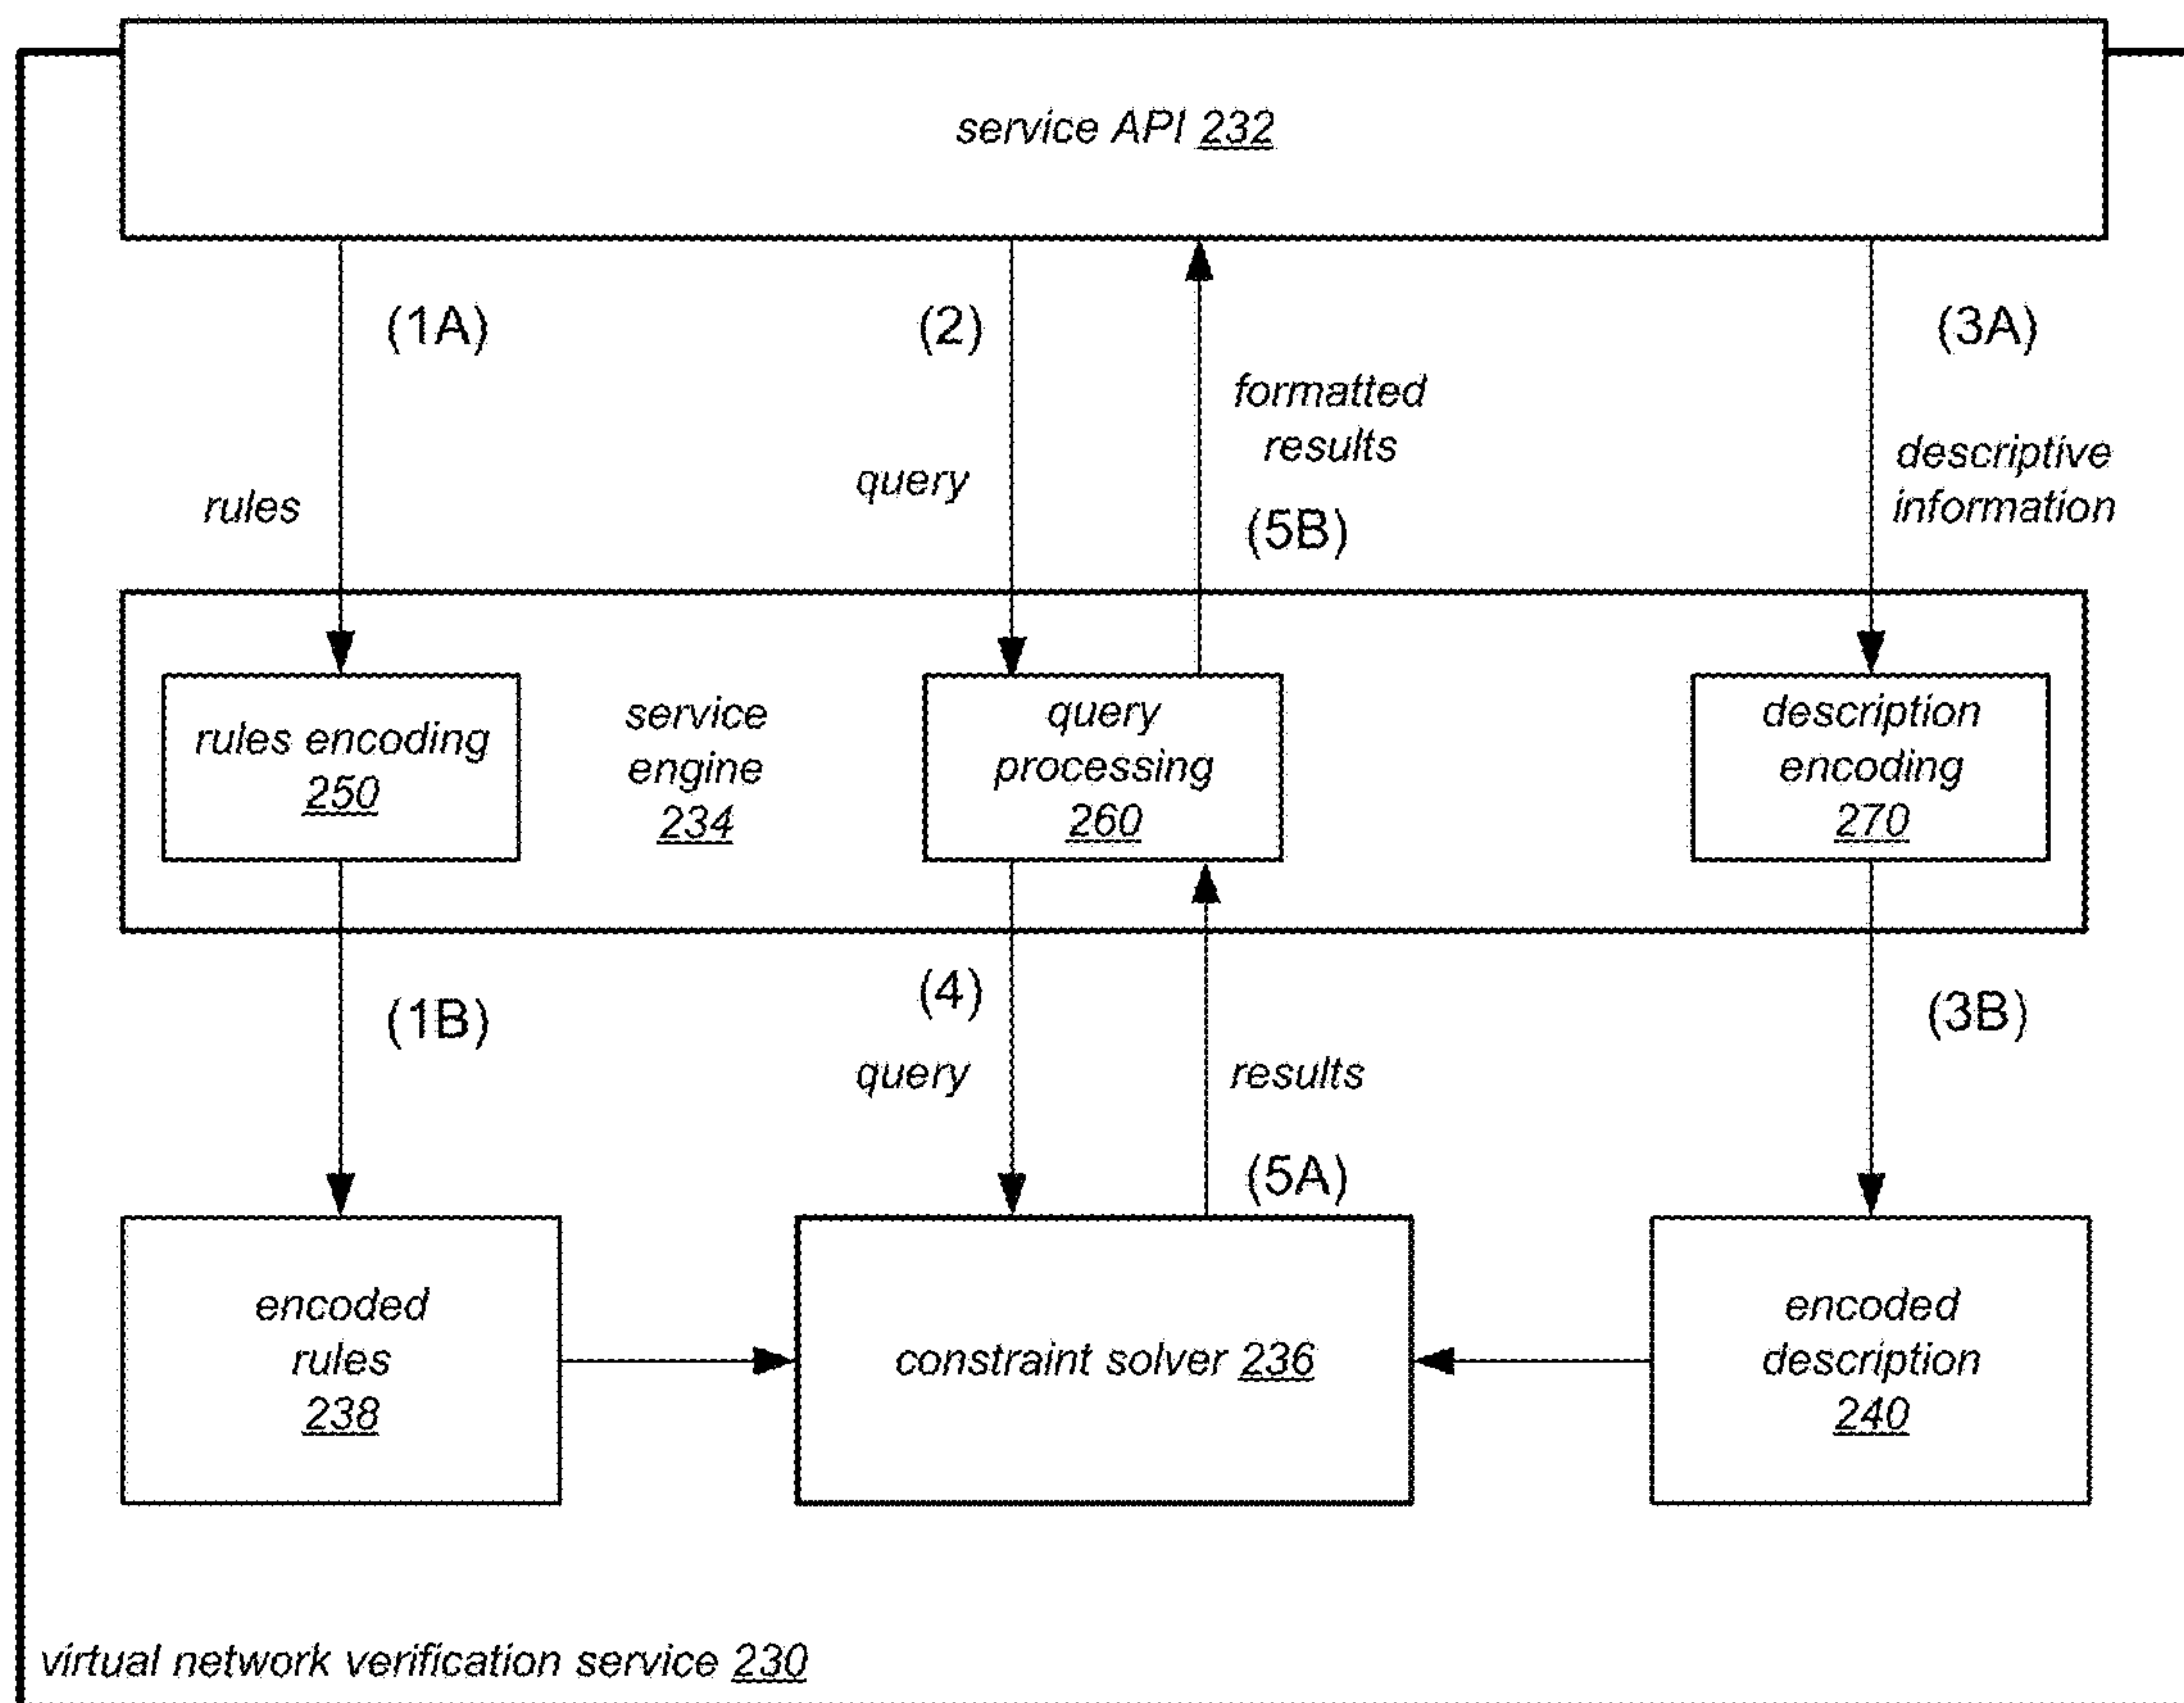 service API 232
(1A)
(2)
(3A)
formatted
results
descriptive
information
query
rules
(5B)
rules encoding
250
service
engine
234
query
processing
260
description
encoding
270
(1B)
(4)
(3B)
query
results
(5A)
encoded
rules
238
constraint solver 236
encoded
description
240
virtual network verification service 230